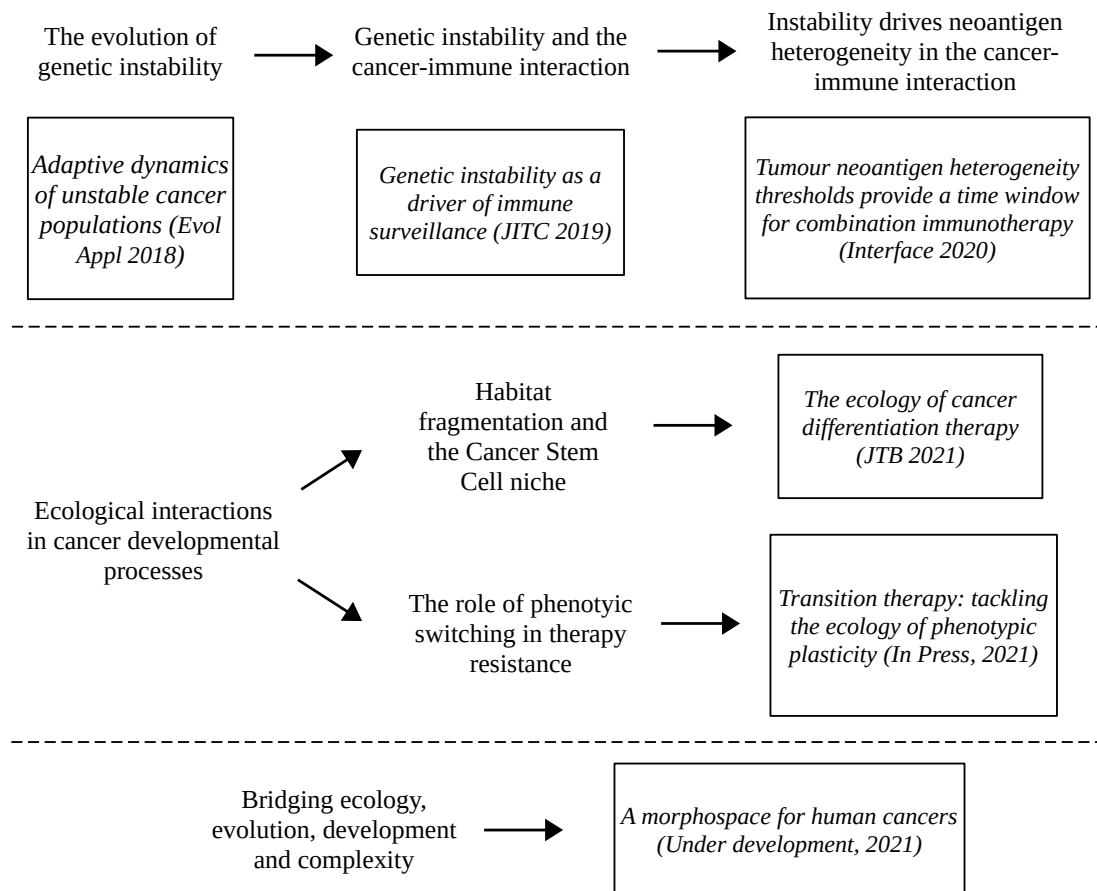 The evolution of
genetic instability
Genetic instability and the
cancer-immune interaction
Instability drives neoantigen
heterogeneity in the cancer-
immune interaction
Adaptive dynamics
of unstable cancer
populations (Evol
Appl 2018)
Genetic instability as a
driver of immune
surveillance (JITC 2019)
Tumour neoantigen heterogeneity
thresholds provide a time window
for combination immunotherapy
(Interface 2020)
Ecological interactions
in cancer developmental
processes
Habitat
fragmentation and
the Cancer Stem
Cell niche
The ecology of cancer
differentiation therapy
(JTB 2021)
The role of phenotyic
switching in therapy
resistance
Transition therapy: tackling
the ecology of phenotypic
plasticity (In Press, 2021)
Bridging ecology,
evolution, development
and complexity
A morphospace for human cancers
(Under development, 2021)